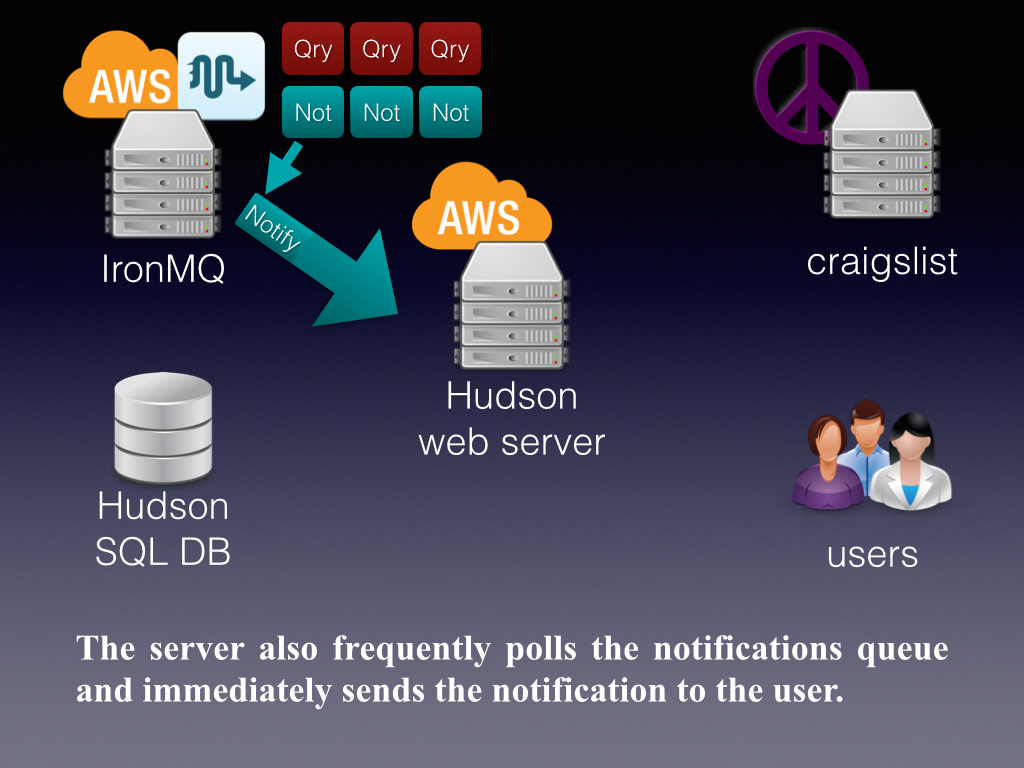 AWS
Qry Qry Qry
Not Not Not
Notify
AWS
IronMQ
craigslist
Hudson
web server
Hudson
SQL DB
users
The server also frequently polls the notifications queue
and immediately sends the notification to the user.